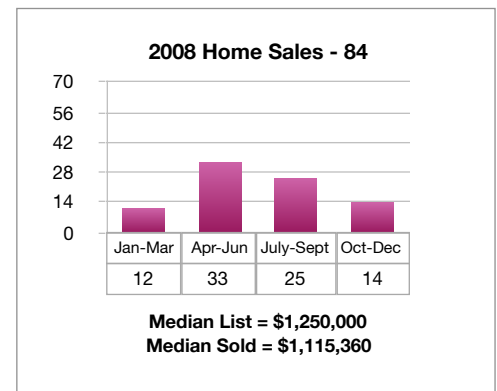 2008 Home Sales - 84
70
56
42
28
14
0
Jan-Mar Apr-Jun July-Sept Oct-Dec
12 33 25 14
Median List = $1,250,000
Median Sold = $1,115,360